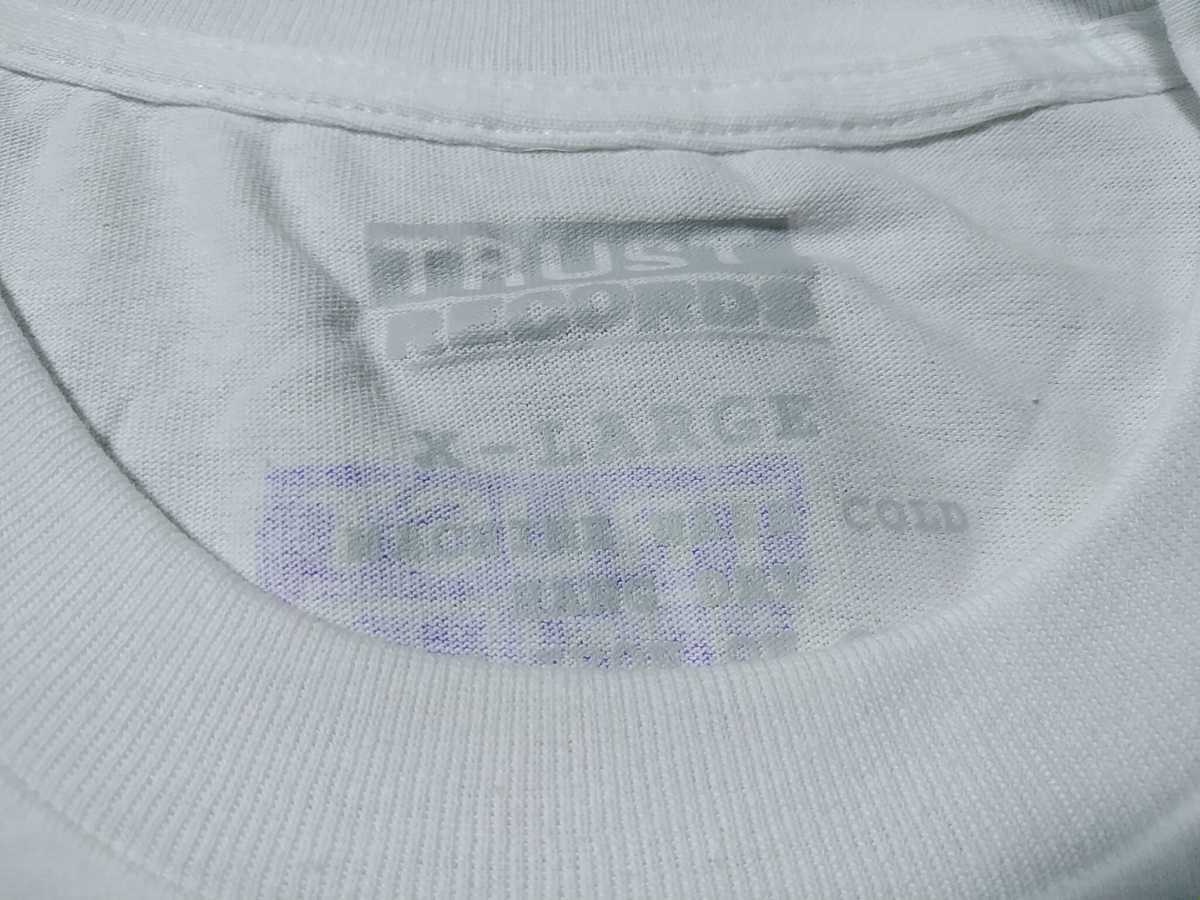 TRUST
RECORDS
X-LARGE
MACHINE WASH COLD
HANG DRY